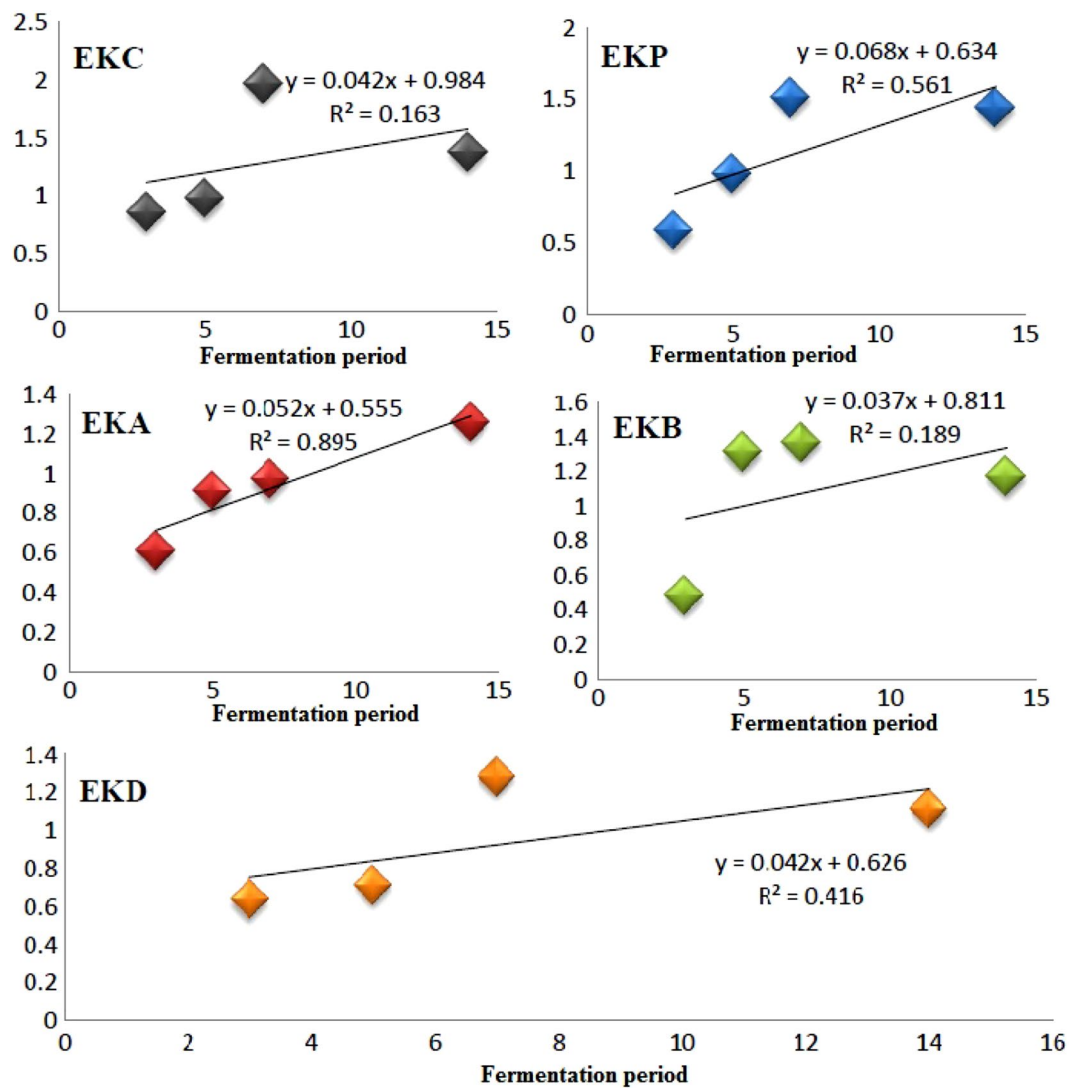 EKC
y = 0.042x + 0.984
R² = 0.163
2.5
2
1.5
1
0.5
0
0 5 10 15
Fermentation period
EKP
y = 0.068x + 0.634
R² = 0.561
2
1.5
1
0.5
0
0 5 10 15
Fermentation period
EKA
y = 0.052x + 0.555
R² = 0.895
1.4
1.2
1
0.8
0.6
0.4
0.2
0
0 5 10 15
Fermentation period
EKB
y = 0.037x + 0.811
R² = 0.189
1.6
1.4
1.2
1
0.8
0.6
0.4
0.2
0
0 5 10 15
Fermentation period
EKD
y = 0.042x + 0.626
R² = 0.416
1.4
1.2
1
0.8
0.6
0.4
0.2
0
0 2 4 6 8 10 12 14 16
Fermentation period